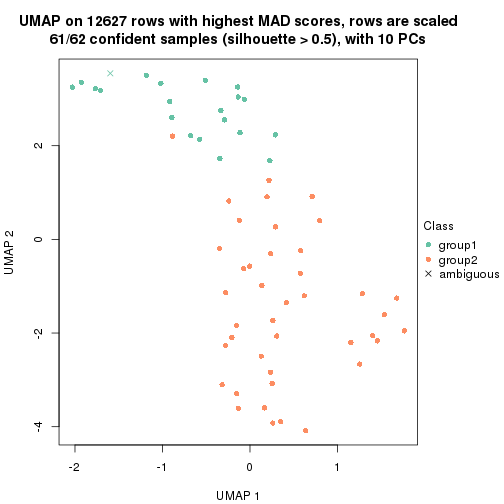 UMAP on 12627 rows with highest MAD scores, rows are scaled
61/62 confident samples (silhouette > 0.5), with 10 PCs
2
0
-2
-4
UMAP 2
-2
-1
0
1
UMAP 1
Class
group1
group2
ambiguous